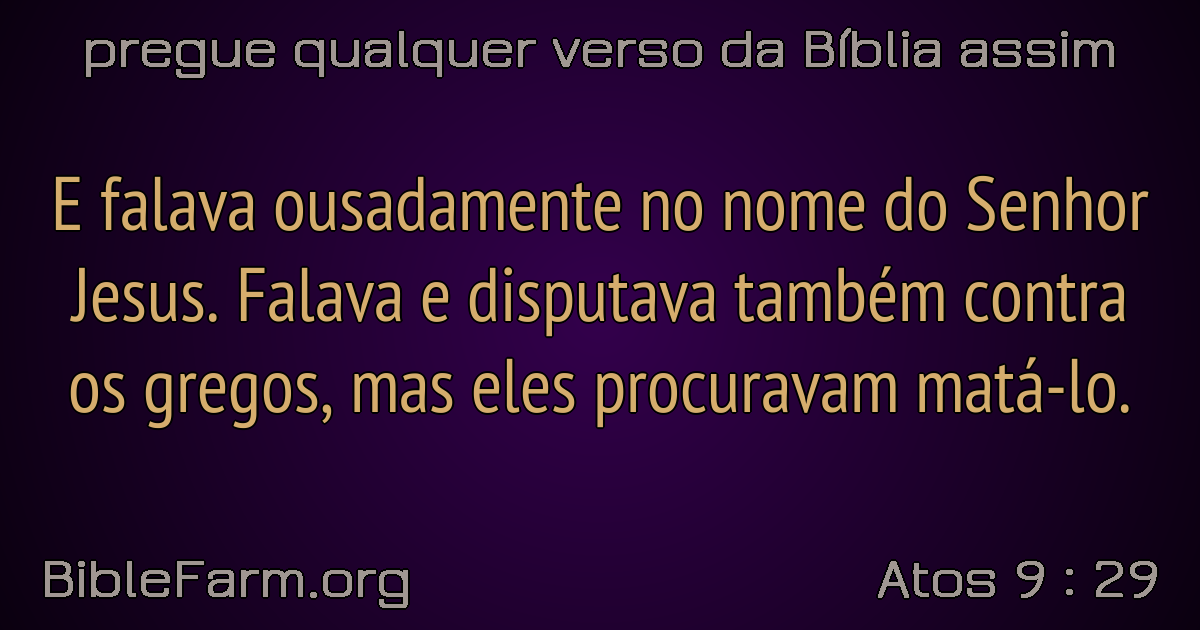 pregue qualquer verso da Bíblia assim
E falava ousadamente no nome do Senhor
Jesus. Falava e disputava também contra
os gregos, mas eles procuravam matá-lo.
BibleFarm.org
Atos 9 : 29